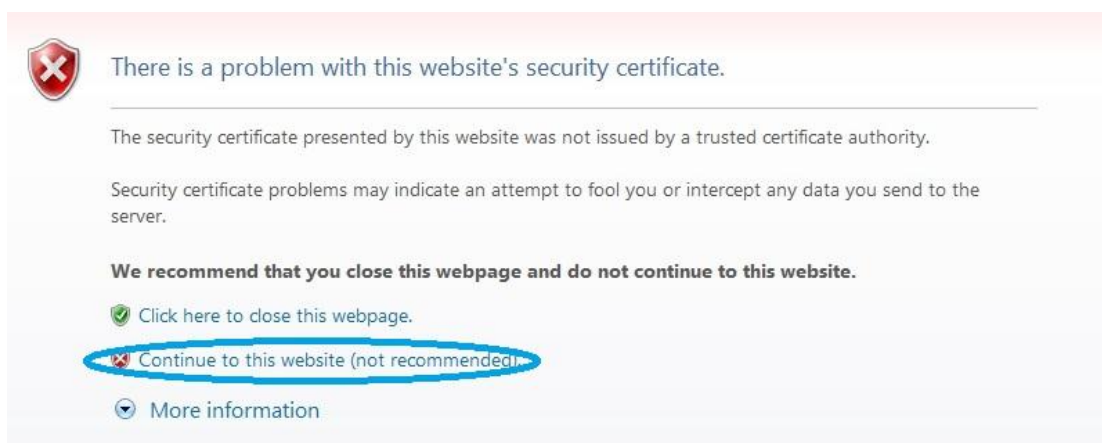 There is a problem with this website's security certificate.
The security certificate presented by this website was not issued by a trusted certificate authority.
Security certificate problems may indicate an attempt to fool you or intercept any data you send to the
server.
We recommend that you close this webpage and do not continue to this website.
Click here to close this webpage.
Continue to this website (not recommended).
More information